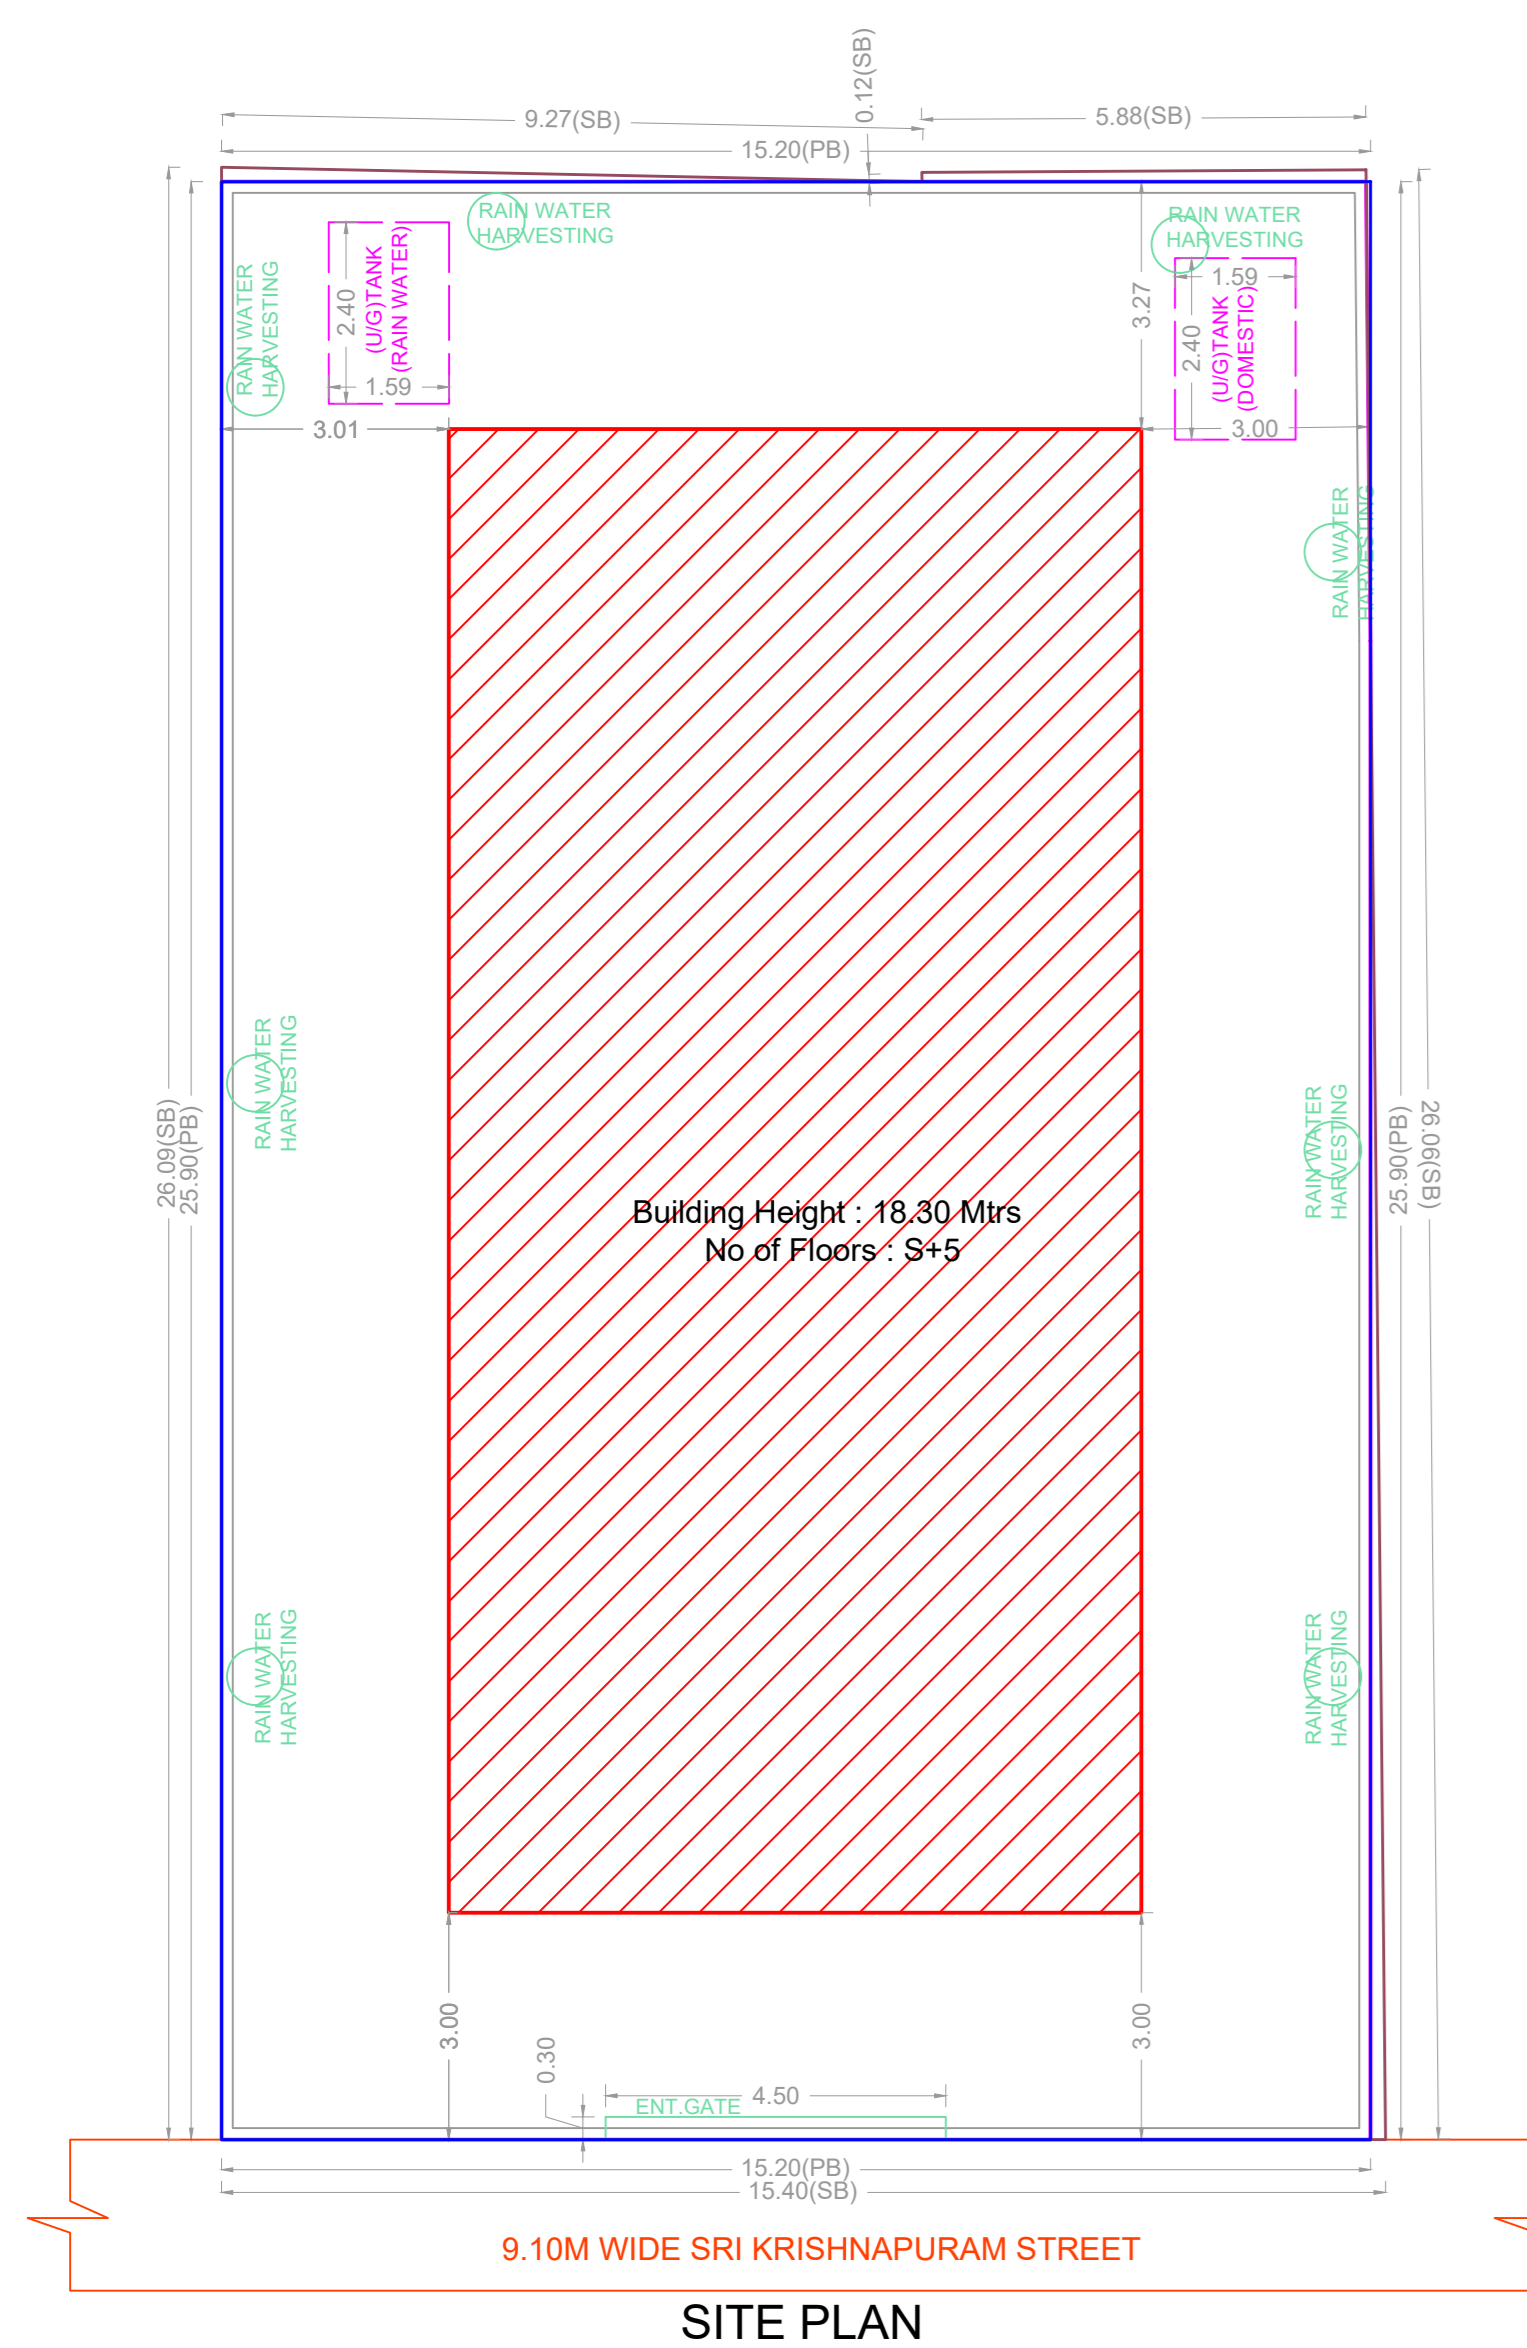 0.12(SB)
9.27(SB)
5.88(SB)
15.20(PB)
RAIN WATER
HARVESTING
RAIN WATER
HARVESTING
RAIN WATER
HARVESTING
2.40
(U/G)TANK
(RAIN WATER)
1.59
3.27
1.59
2.40
(U/G)TANK
(DOMESTIC)
3.01
3.00
RAIN WATER
HARVESTING
RAIN WATER
HARVESTING
RAIN WATER
HARVESTING
26.09(SB)
25.90(PB)
25.90(PB)
26.06(SB)
Building Height : 18.30 Mtrs
No of Floors : S+5
RAIN WATER
HARVESTING
RAIN WATER
HARVESTING
3.00
3.00
0.30
4.50
ENT.GATE
15.20(PB)
15.40(SB)
9.10M WIDE SRI KRISHNAPURAM STREET
SITE PLAN